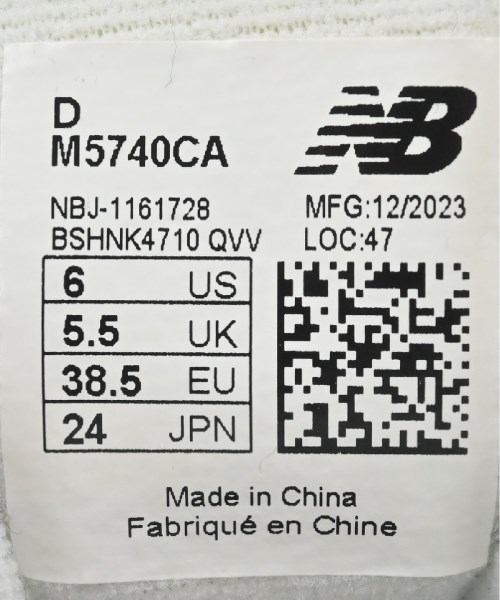 D
M5740CA
NB
NBJ-1161728
MFG:12/2023
BSHNK4710 QVV
LOC:47
6 US
5.5 UK
38.5 EU
24 JPN
Made in China
Fabriqué en Chine